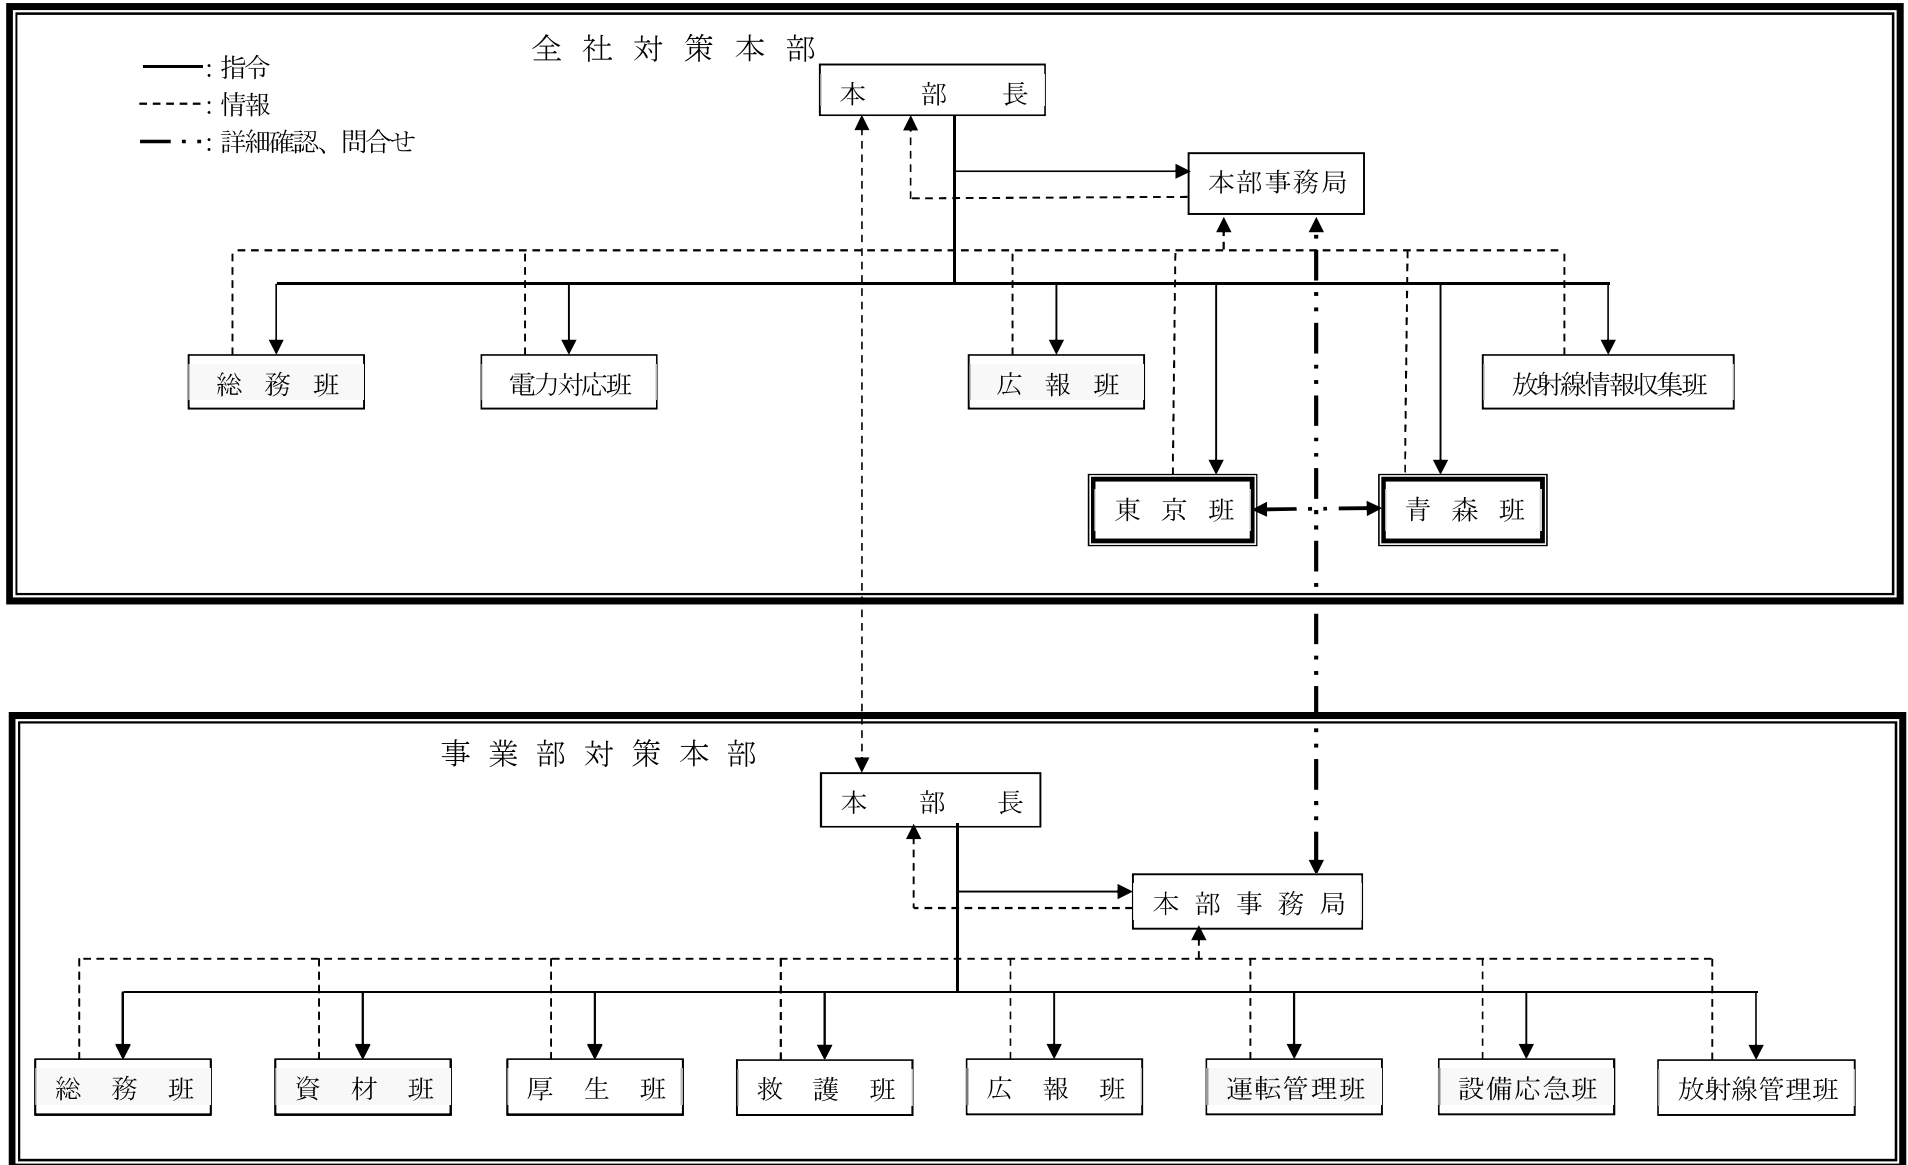 全社対策本部
: 指令
: 情報
: 詳細確認、問合せ
本部長
本部事務局
総務班
電力対応班
広報班
放射線情報収集班
東京班
青森班
事業部対策本部
本部長
本部事務局
総務班
資材班
厚生班
救護班
広報班
運転管理班
設備応急班
放射線管理班